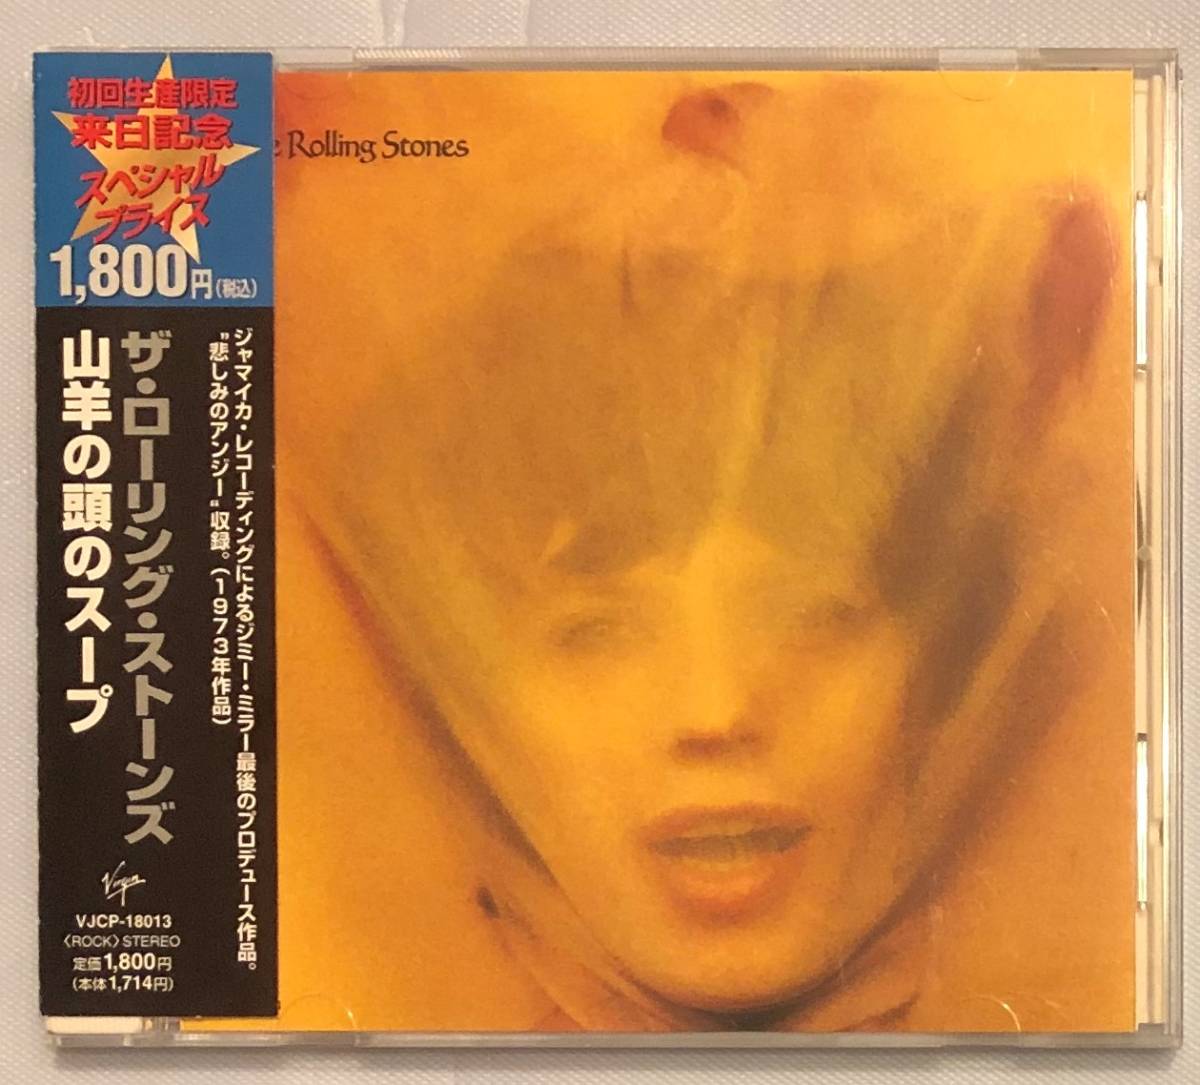 初回生産限定
来日記念
スペシャル
プライス
1,800円(税込)
e Rolling Stones
ジャマイカ・レコーディングによるジミー・ミラー最後のプロデュース作品。
"悲しみのアンジー"収録。(1973年作品)
ザ・ローリング・ストーンズ
山羊の頭のスープ
Virgin
VJCP-18013
〈ROCK〉STEREO
定価1,800円
(本体1,714円)